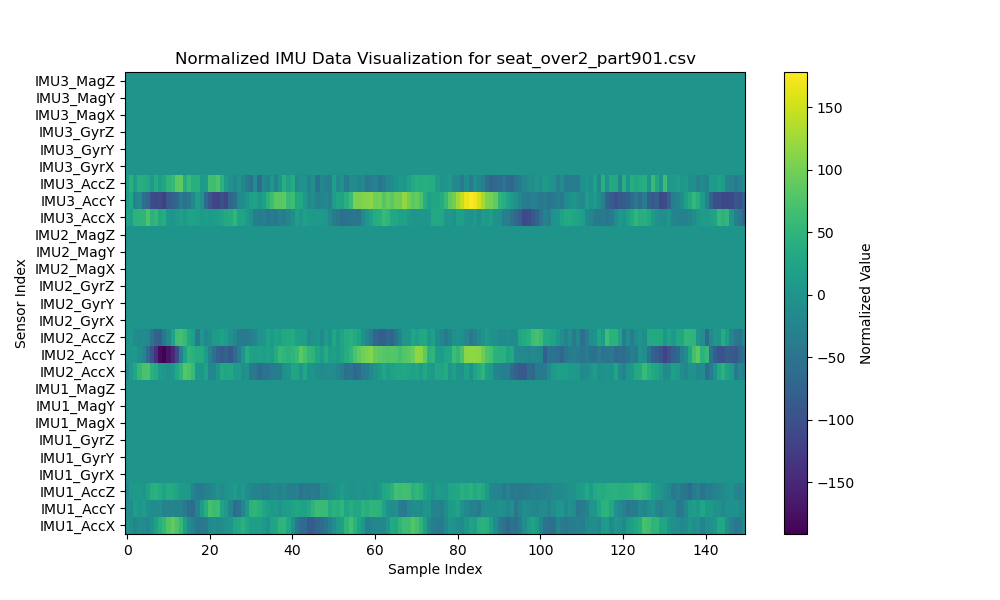 Normalized IMU Data Visualization for seat_over2_part901.csv
IMU3_MagZ
IMU3_MagY
IMU3_MagX
IMU3_GyrZ
IMU3_GyrY
IMU3_GyrX
IMU3_AccZ
IMU3_AccY
IMU3_AccX
IMU2_MagZ
IMU2_MagY
IMU2_MagX
IMU2_GyrZ
IMU2_GyrY
IMU2_GyrX
IMU2_AccZ
IMU2_AccY
IMU2_AccX
IMU1_MagZ
IMU1_MagY
IMU1_MagX
IMU1_GyrZ
IMU1_GyrY
IMU1_GyrX
IMU1_AccZ
IMU1_AccY
IMU1_AccX
Sensor Index
0 20 40 60 80 100 120 140
Sample Index
150
100
50
0
−50
−100
−150
Normalized Value